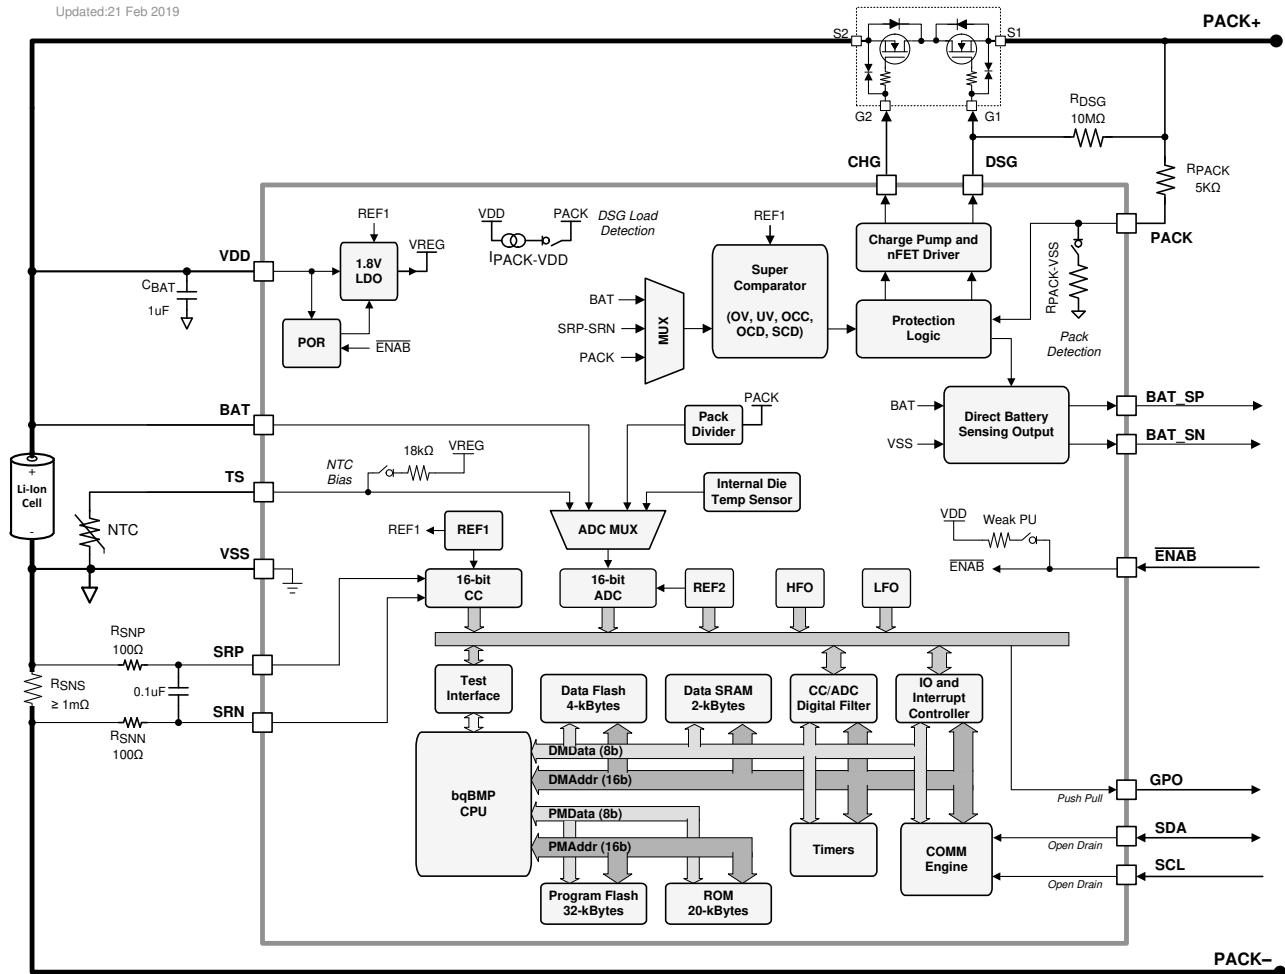 Updated:21 Feb 2019
PACK+
S2
S1
G2
G1
RDSG
10MΩ
RPACK
5KΩ
CHG
DSG
PACK
REF1
VDD
PACK
DSG Load
Detection
IPACK-VDD
VREG
1.8V
LDO
POR
ENAB
VDD
CBAT
1uF
REF1
Super
Comparator
(OV, UV, OCC,
OCD, SCD)
BAT
SRP-SRN
PACK
MUX
Charge Pump and
nFET Driver
Protection
Logic
RPACK-VSS
Pack
Detection
BAT
VSS
Direct Battery
Sensing Output
BAT_SP
BAT_SN
BAT
Pack
Divider
PACK
NTC
Bias
18kΩ
VREG
TS
Internal Die
Temp Sensor
+
Li-Ion
Cell
-
NTC
VSS
REF1
REF1
ADC MUX
VDD
Weak PU
ENAB
ENAB
16-bit
CC
16-bit
ADC
REF2
HFO
LFO
RSNP
100Ω
SRP
RSNS
≥ 1mΩ
0.1uF
SRN
RSNN
100Ω
Test
Interface
Data Flash
4-kBytes
Data SRAM
2-kBytes
CC/ADC
Digital Filter
IO and
Interrupt
Controller
bqBMP
CPU
DMData (8b)
DMAddr (16b)
PMData (8b)
PMAddr (16b)
Program Flash
32-kBytes
ROM
20-kBytes
Timers
COMM
Engine
Push Pull
GPO
Open Drain
SDA
Open Drain
SCL
PACK–